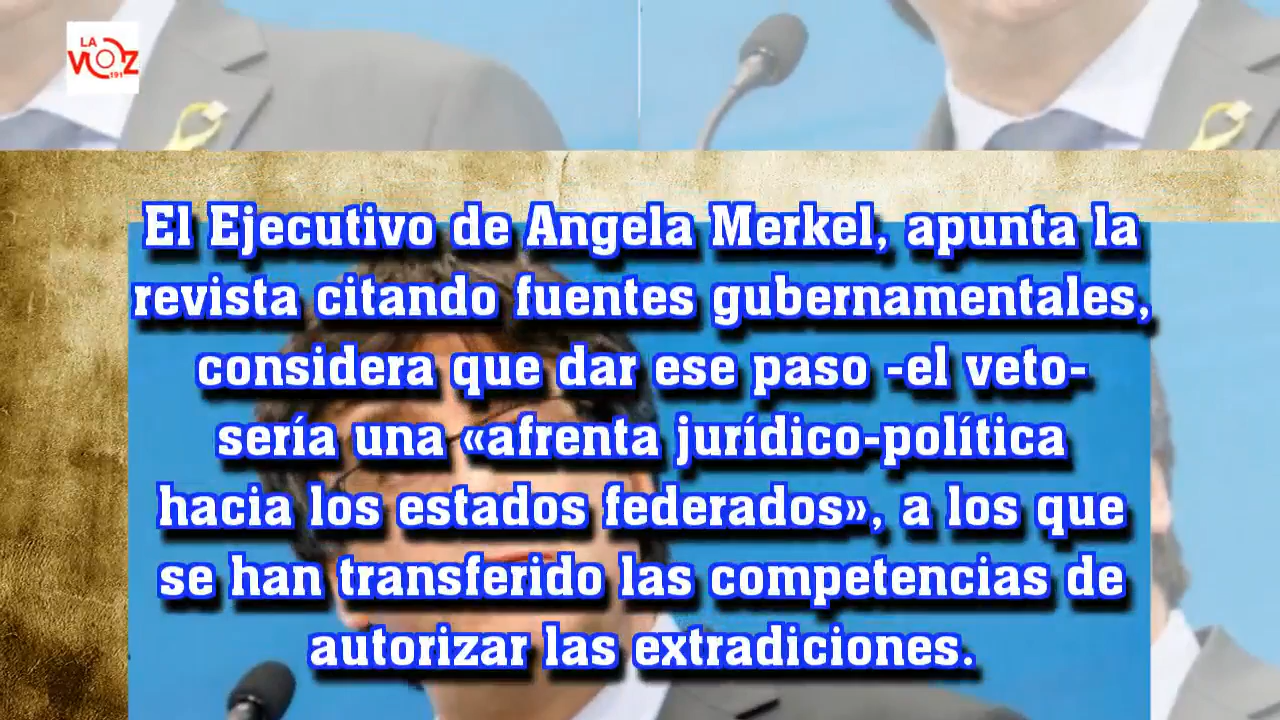 LA
VOZ
191
El Ejecutivo de Angela Merkel, apunta la
revista citando fuentes gubernamentales,
considera que dar ese paso -el veto-
sería una «afrenta jurídico-política
hacia los estados federados», a los que
se han transferido las competencias de
autorizar las extradiciones.